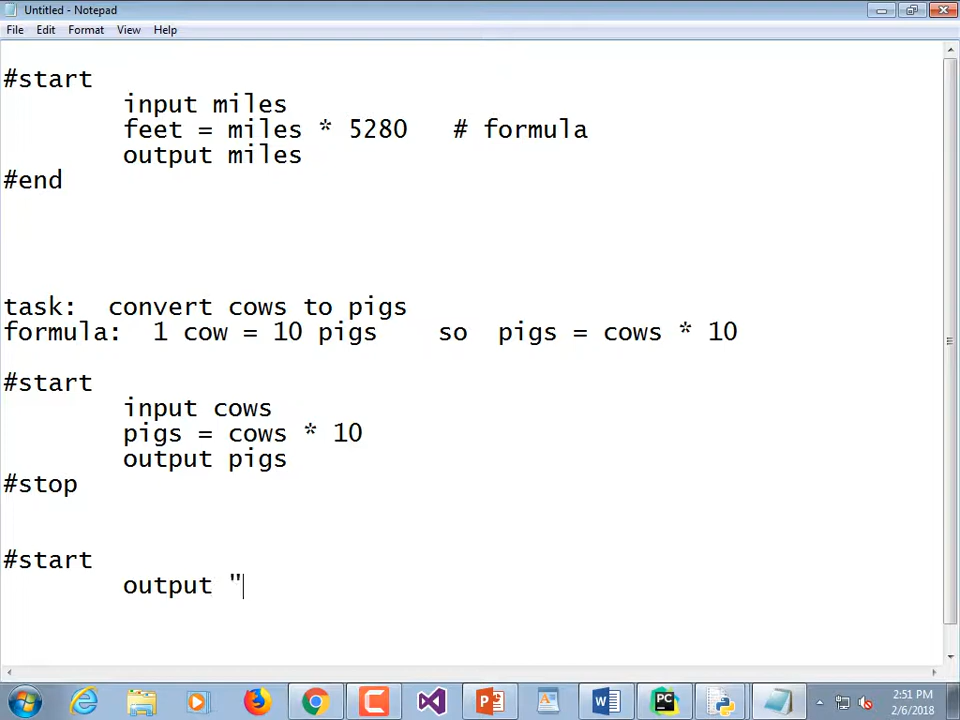 Untitled - Notepad
File Edit Format View Help
#start
input miles
feet = miles * 5280 # formula
output miles
#end
task: convert cows to pigs
formula: 1 cow = 10 pigs so pigs = cows * 10
#start
input cows
pigs = cows * 10
output pigs
#stop
#start
output "
2:51 PM
2/6/2018